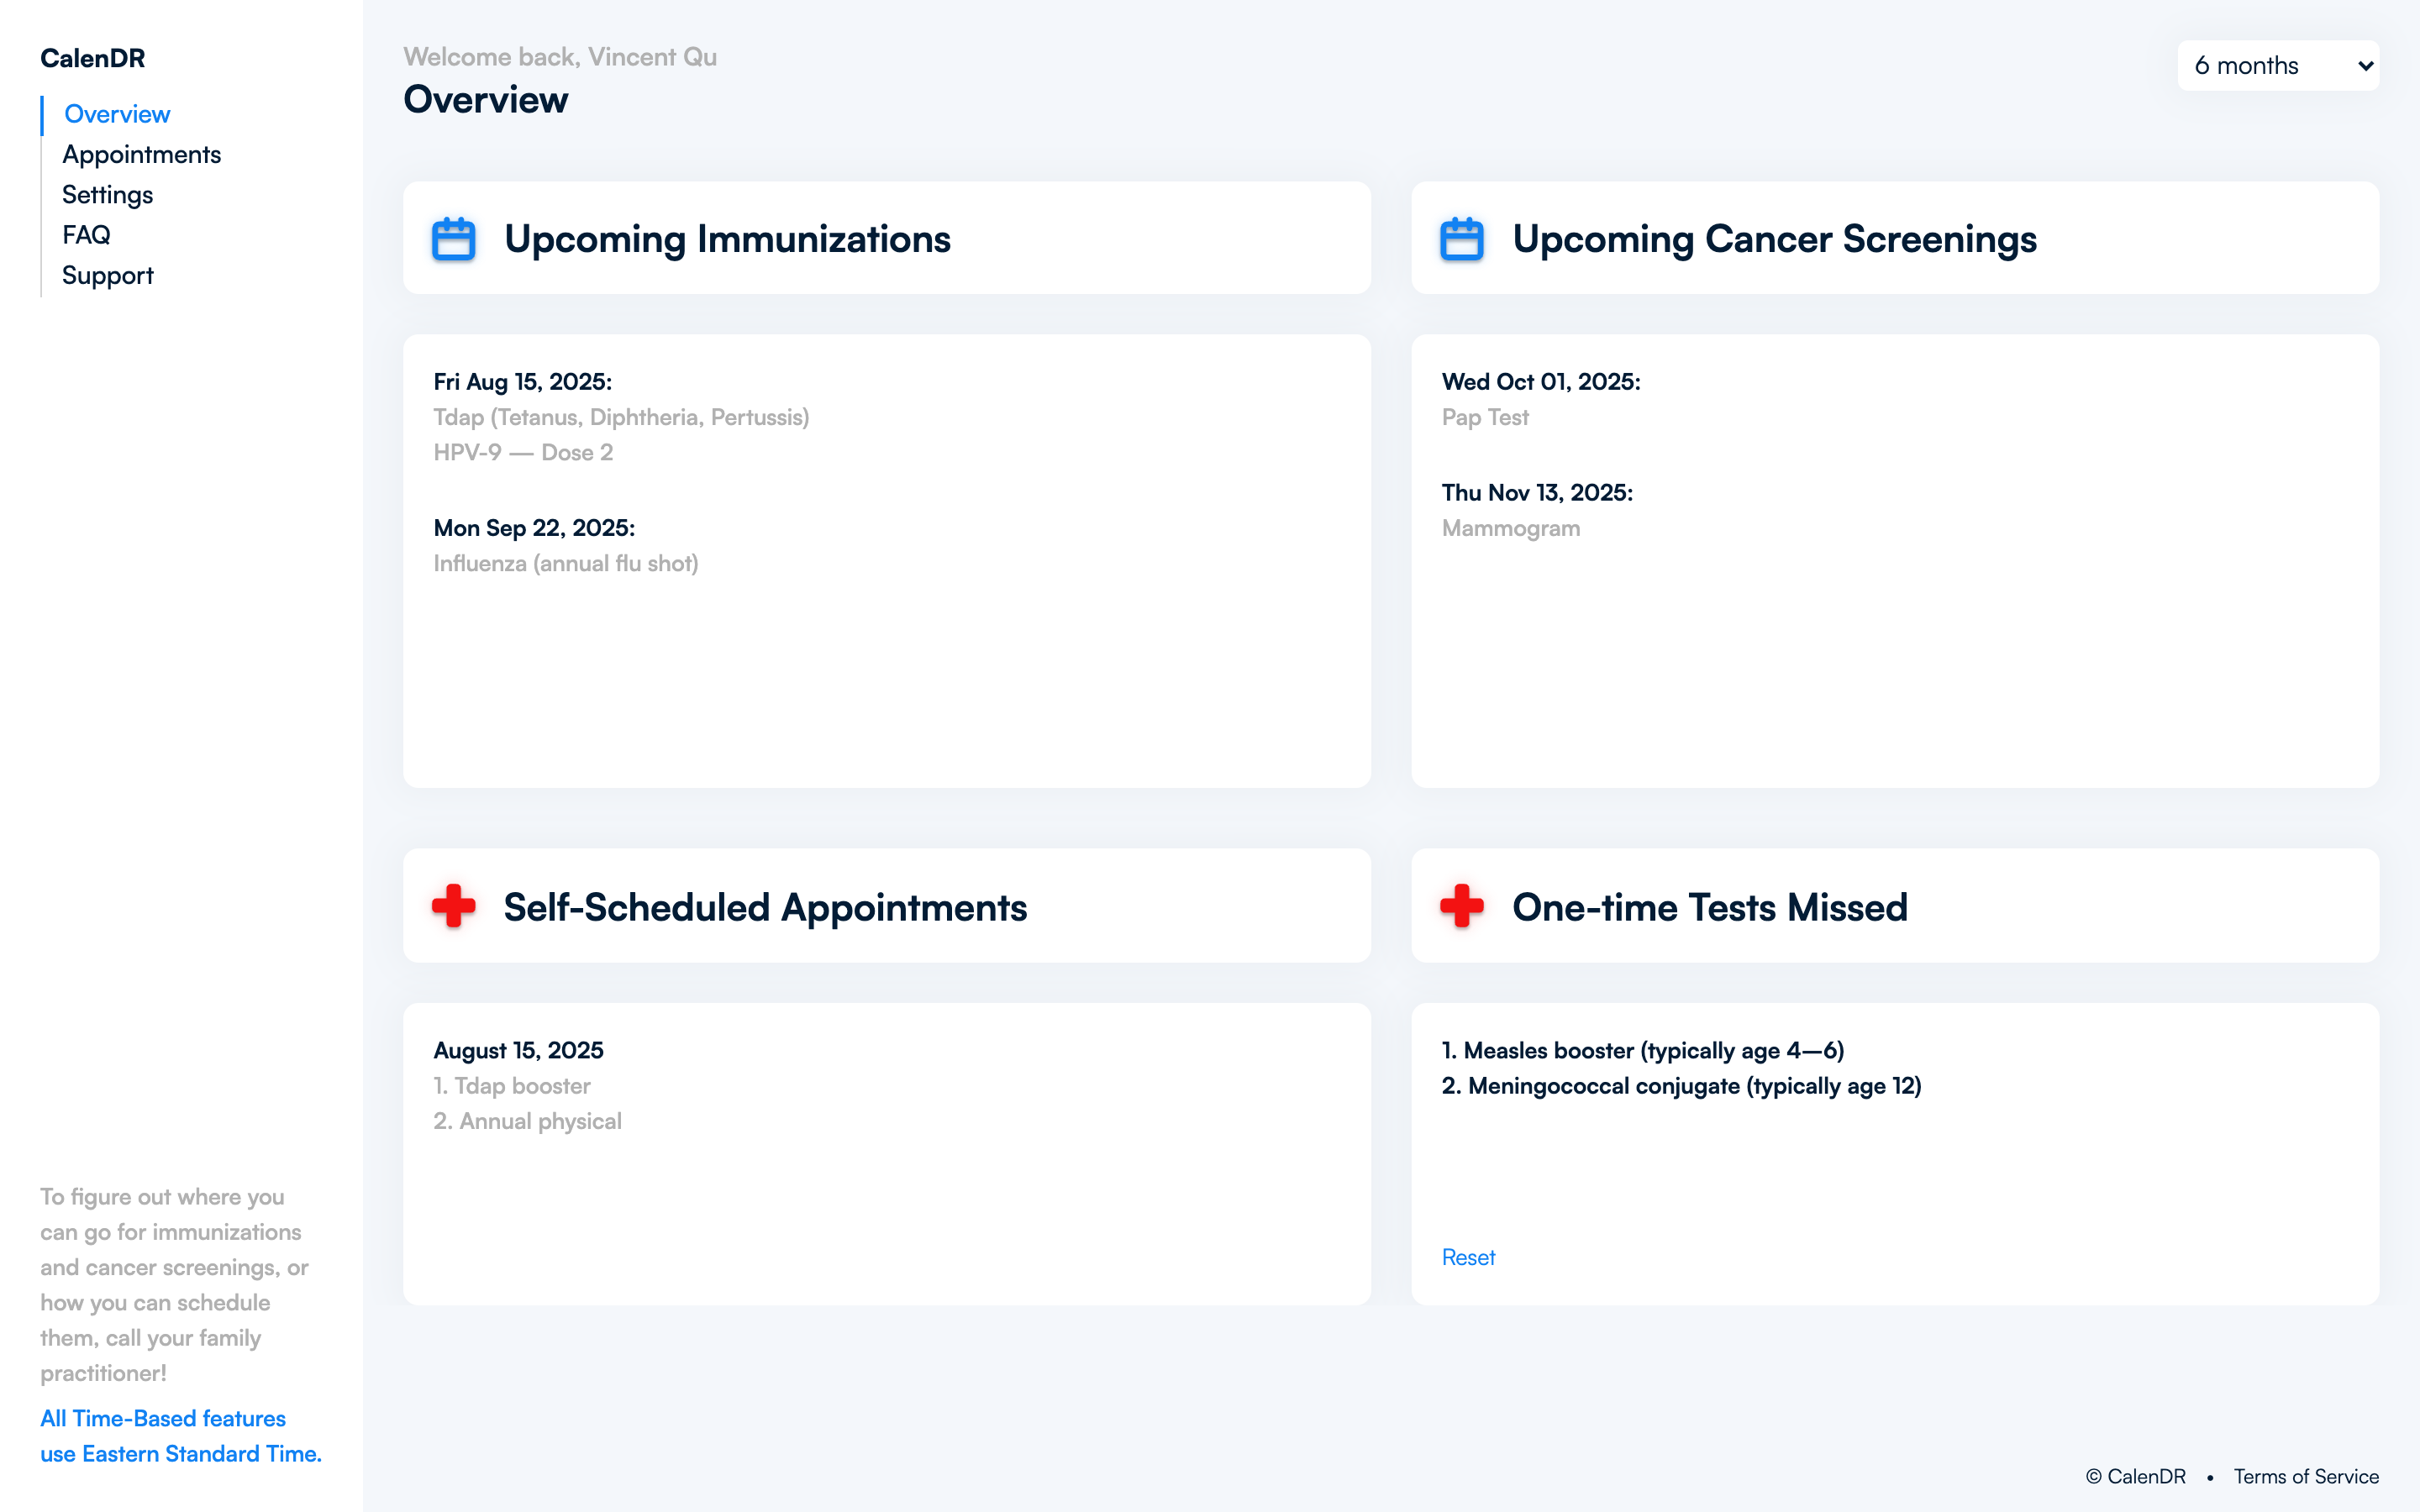 CalenDR
Overview
Appointments
Settings
FAQ
Support
To figure out where you
can go for immunizations
and cancer screenings, or
how you can schedule
them, call your family
practitioner!
All Time-Based features
use Eastern Standard Time.
Welcome back, Vincent Qu
Overview
6 months
Upcoming Immunizations
Fri Aug 15, 2025:
Tdap (Tetanus, Diphtheria, Pertussis)
HPV-9 — Dose 2
Mon Sep 22, 2025:
Influenza (annual flu shot)
Upcoming Cancer Screenings
Wed Oct 01, 2025:
Pap Test
Thu Nov 13, 2025:
Mammogram
Self-Scheduled Appointments
August 15, 2025
1. Tdap booster
2. Annual physical
One-time Tests Missed
1. Measles booster (typically age 4—6)
2. Meningococcal conjugate (typically age 12)
Reset
© CalenDR • Terms of Service